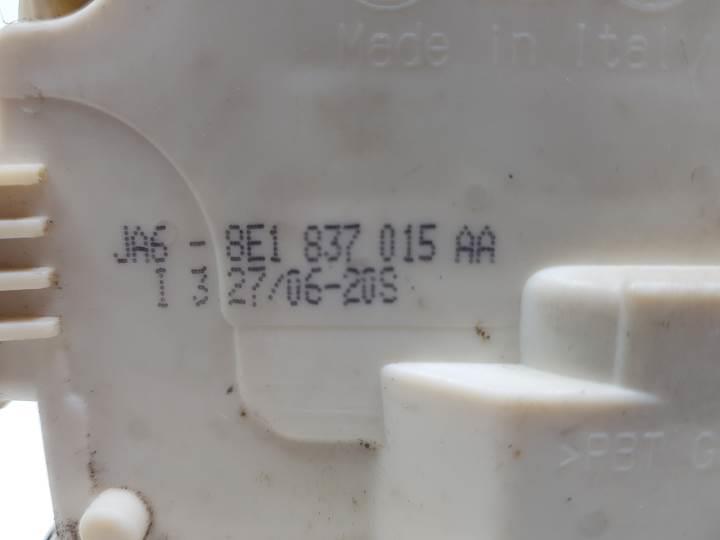 Made in Italy
JA6 - 8E1 837 015 AA
1 3 27/06-20S
>PBT G